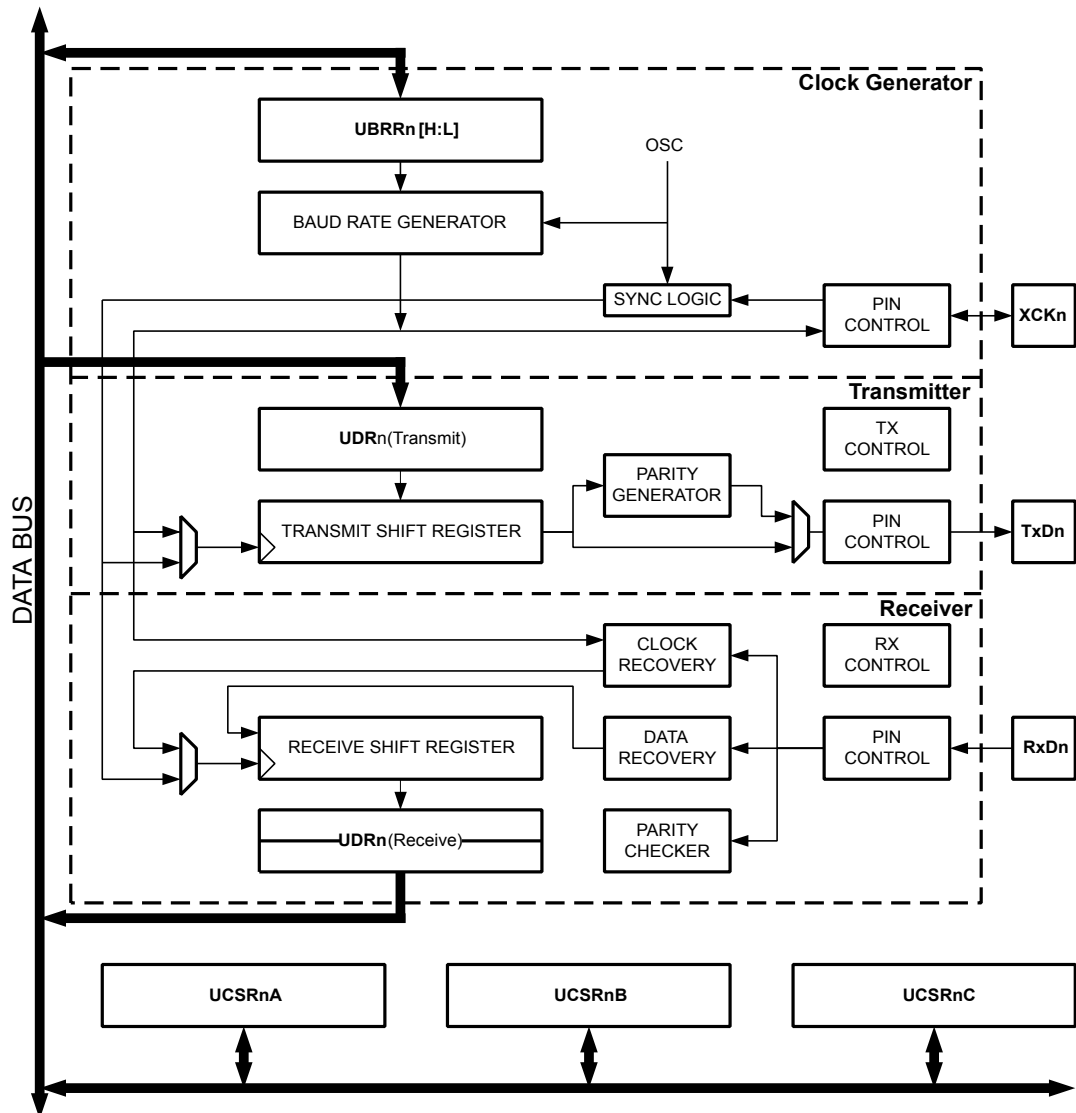 Clock Generator
UBRRn [H:L]
OSC
BAUD RATE GENERATOR
SYNC LOGIC
PIN
CONTROL
XCKn
Transmitter
UDRn(Transmit)
TX
CONTROL
PARITY
GENERATOR
TRANSMIT SHIFT REGISTER
PIN
CONTROL
TxDn
DATA BUS
Receiver
CLOCK
RECOVERY
RX
CONTROL
RECEIVE SHIFT REGISTER
DATA
RECOVERY
PIN
CONTROL
RxDn
UDRn(Receive)
PARITY
CHECKER
UCSRnA
UCSRnB
UCSRnC